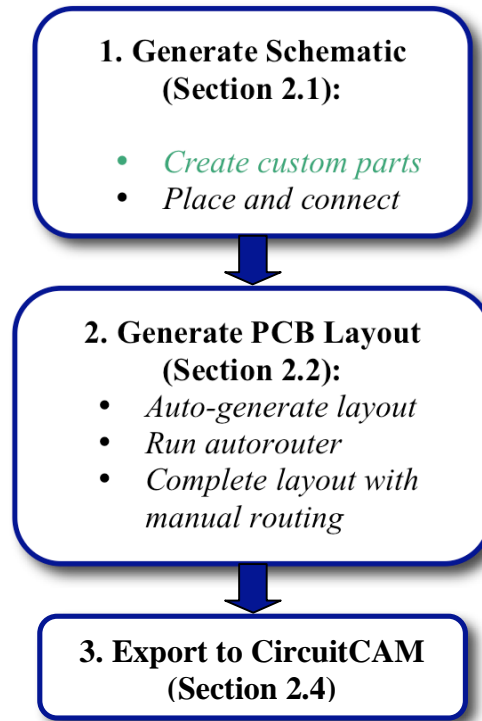 1. Generate Schematic
(Section 2.1):
• Create custom parts
• Place and connect
2. Generate PCB Layout
(Section 2.2):
• Auto-generate layout
• Run autorouter
• Complete layout with
manual routing
3. Export to CircuitCAM
(Section 2.4)